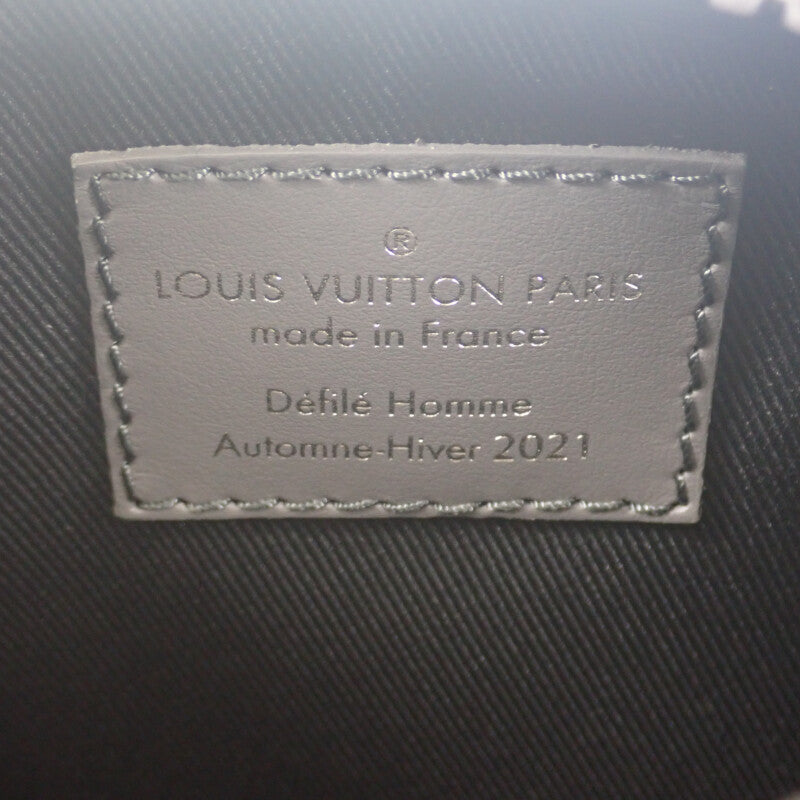 ®
LOUIS VUITTON PARIS
made in France
Défilé Homme
Automne-Hiver 2021